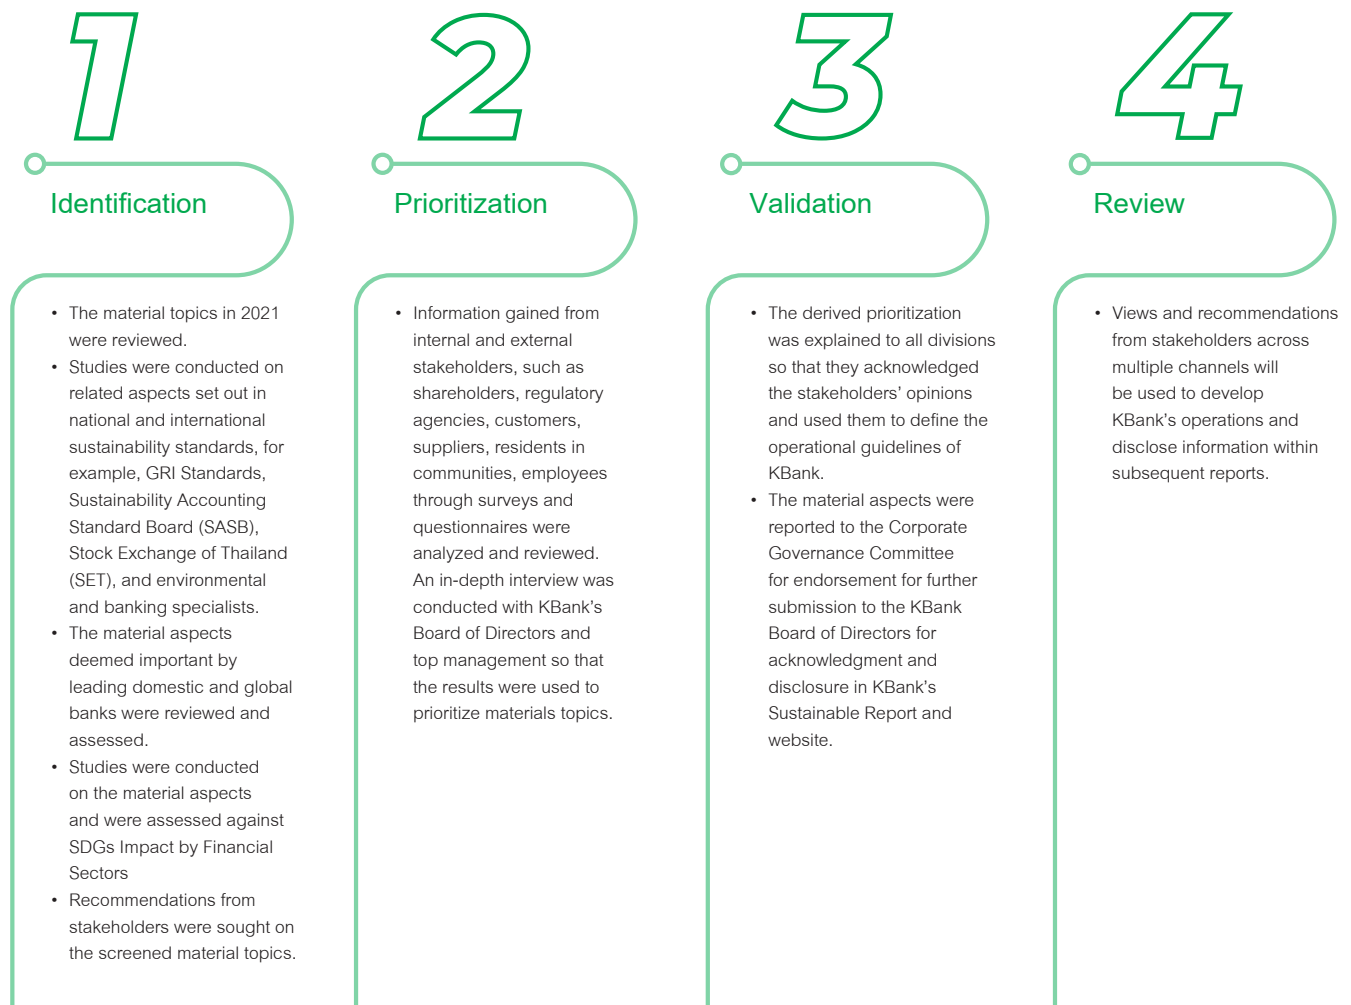 1
Identification
• The material topics in 2021
were reviewed.
• Studies were conducted on
related aspects set out in
national and international
sustainability standards, for
example, GRI Standards,
Sustainability Accounting
Standard Board (SASB),
Stock Exchange of Thailand
(SET), and environmental
and banking specialists.
• The material aspects
deemed important by
leading domestic and global
banks were reviewed and
assessed.
• Studies were conducted
on the material aspects
and were assessed against
SDGs Impact by Financial
Sectors
• Recommendations from
stakeholders were sought on
the screened material topics.
2
Prioritization
• Information gained from
internal and external
stakeholders, such as
shareholders, regulatory
agencies, customers,
suppliers, residents in
communities, employees
through surveys and
questionnaires were
analyzed and reviewed.
An in-depth interview was
conducted with KBank’s
Board of Directors and
top management so that
the results were used to
prioritize materials topics.
3
Validation
• The derived prioritization
was explained to all divisions
so that they acknowledged
the stakeholders’ opinions
and used them to define the
operational guidelines of
KBank.
• The material aspects were
reported to the Corporate
Governance Committee
for endorsement for further
submission to the KBank
Board of Directors for
acknowledgment and
disclosure in KBank’s
Sustainable Report and
website.
4
Review
• Views and recommendations
from stakeholders across
multiple channels will
be used to develop
KBank’s operations and
disclose information within
subsequent reports.